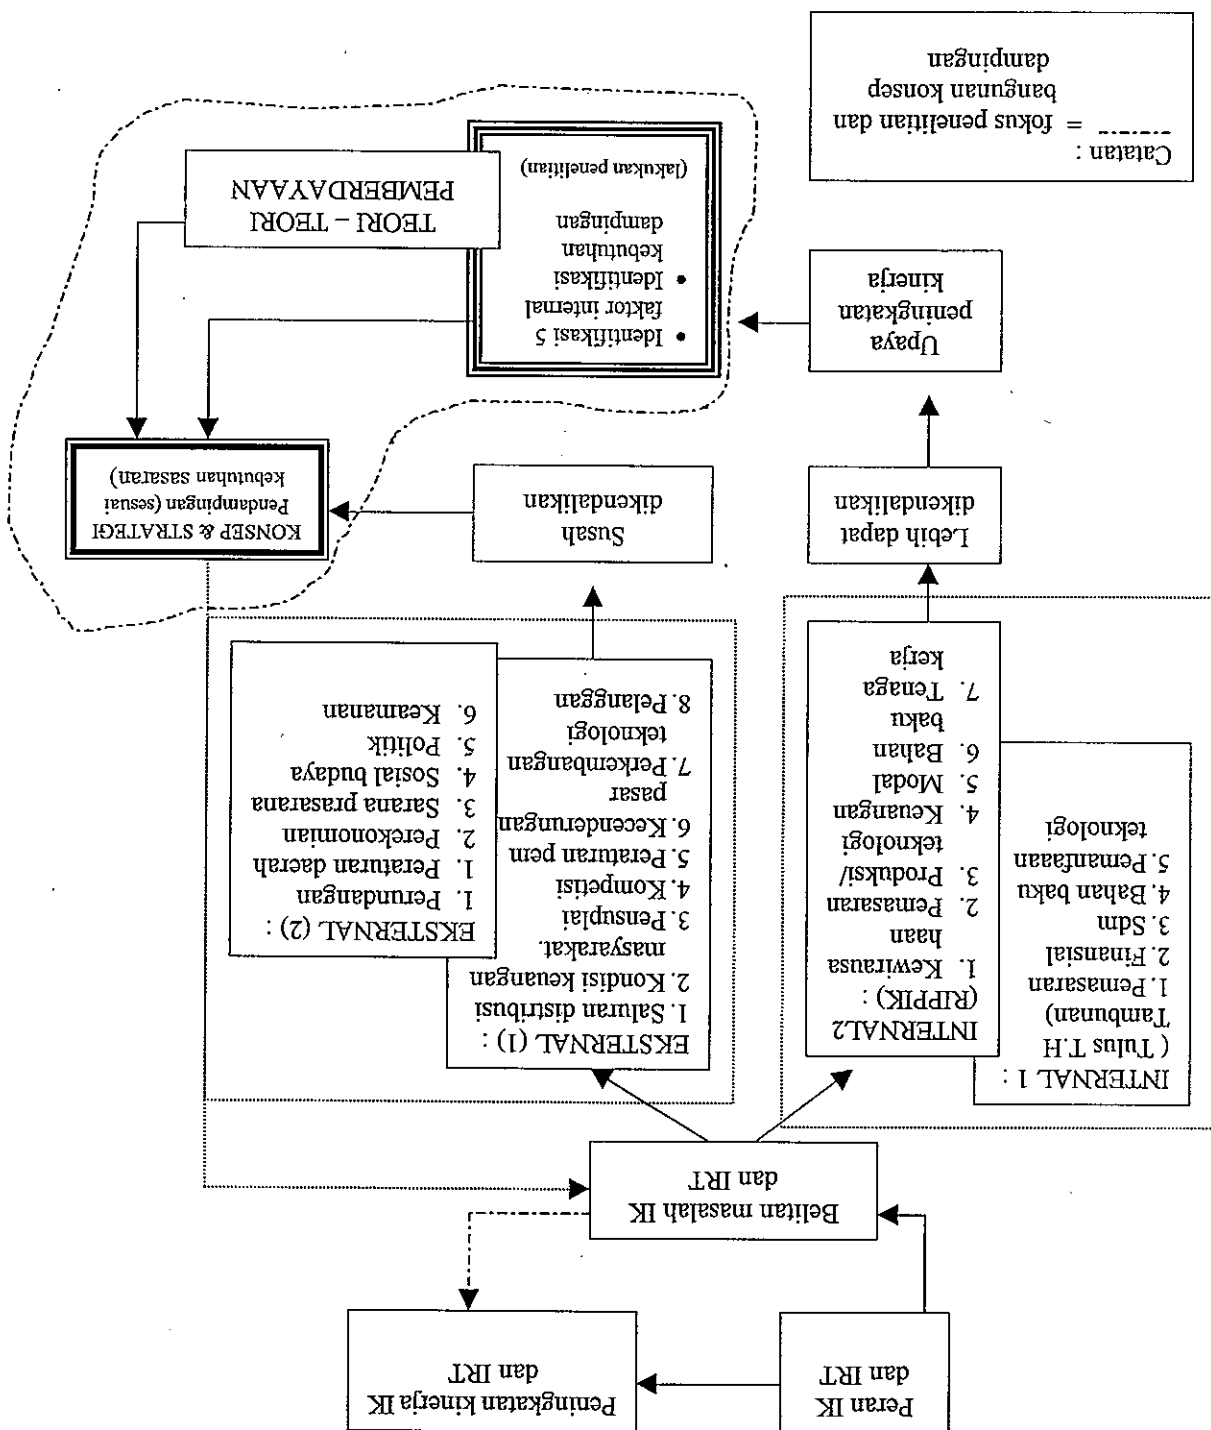 Peran IK
dan IRT
Peningkatan kinerja IK
dan IRT
Belitan masalah IK
dan IRT
INTERNAL 1 :
( Tulus T.H
Tambunan)
1. Pemasaran
2. Finansial
3. Sdm
4. Bahan baku
5. Pemanfaaan
teknologi
INTERNAL2
(RIPPIK) :
1. Kewirausa
haan
2. Pemasaran
3. Produksi/
teknologi
4. Keuangan
5. Modal
6. Bahan
baku
7. Tenaga
kerja
EKSTERNAL (1) :
1. Saluran distribusi
2. Kondisi keuangan
masyarakat.
3. Pensuplai
4. Kompetisi
5. Peraturan pem
6. Kecenderungan
pasar
7. Perkembangan
teknologi
8. Pelanggan
EKSTERNAL (2) :
1. Perundangan
1. Peraturan daerah
2. Perekonomian
3. Sarana prasarana
4. Sosial budaya
5. Politik
6. Keamanan
Lebih dapat
dikendalikan
Susah
dikendalikan
KONSEP & STRATEGI
Pendampingan (sesuai
kebutuhan sasaran)
Upaya
peningkatan
kinerja
• Identifikasi 5
faktor internal
• Identifikasi
kebutuhan
dampingan
(lakukan penelitian)
TEORI – TEORI
PEMBERDAYAAN
Catatan :
= fokus penelitian dan
bangunan konsep
dampingan